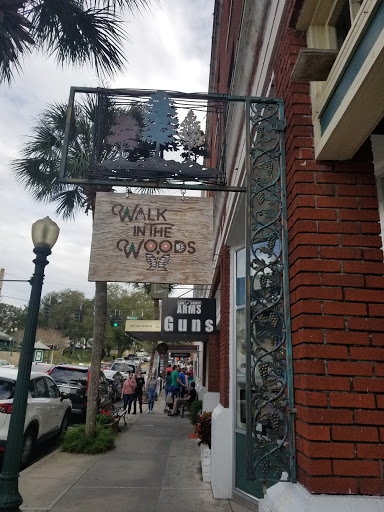 WALK
IN THE
WOODS
ARMS
Guns